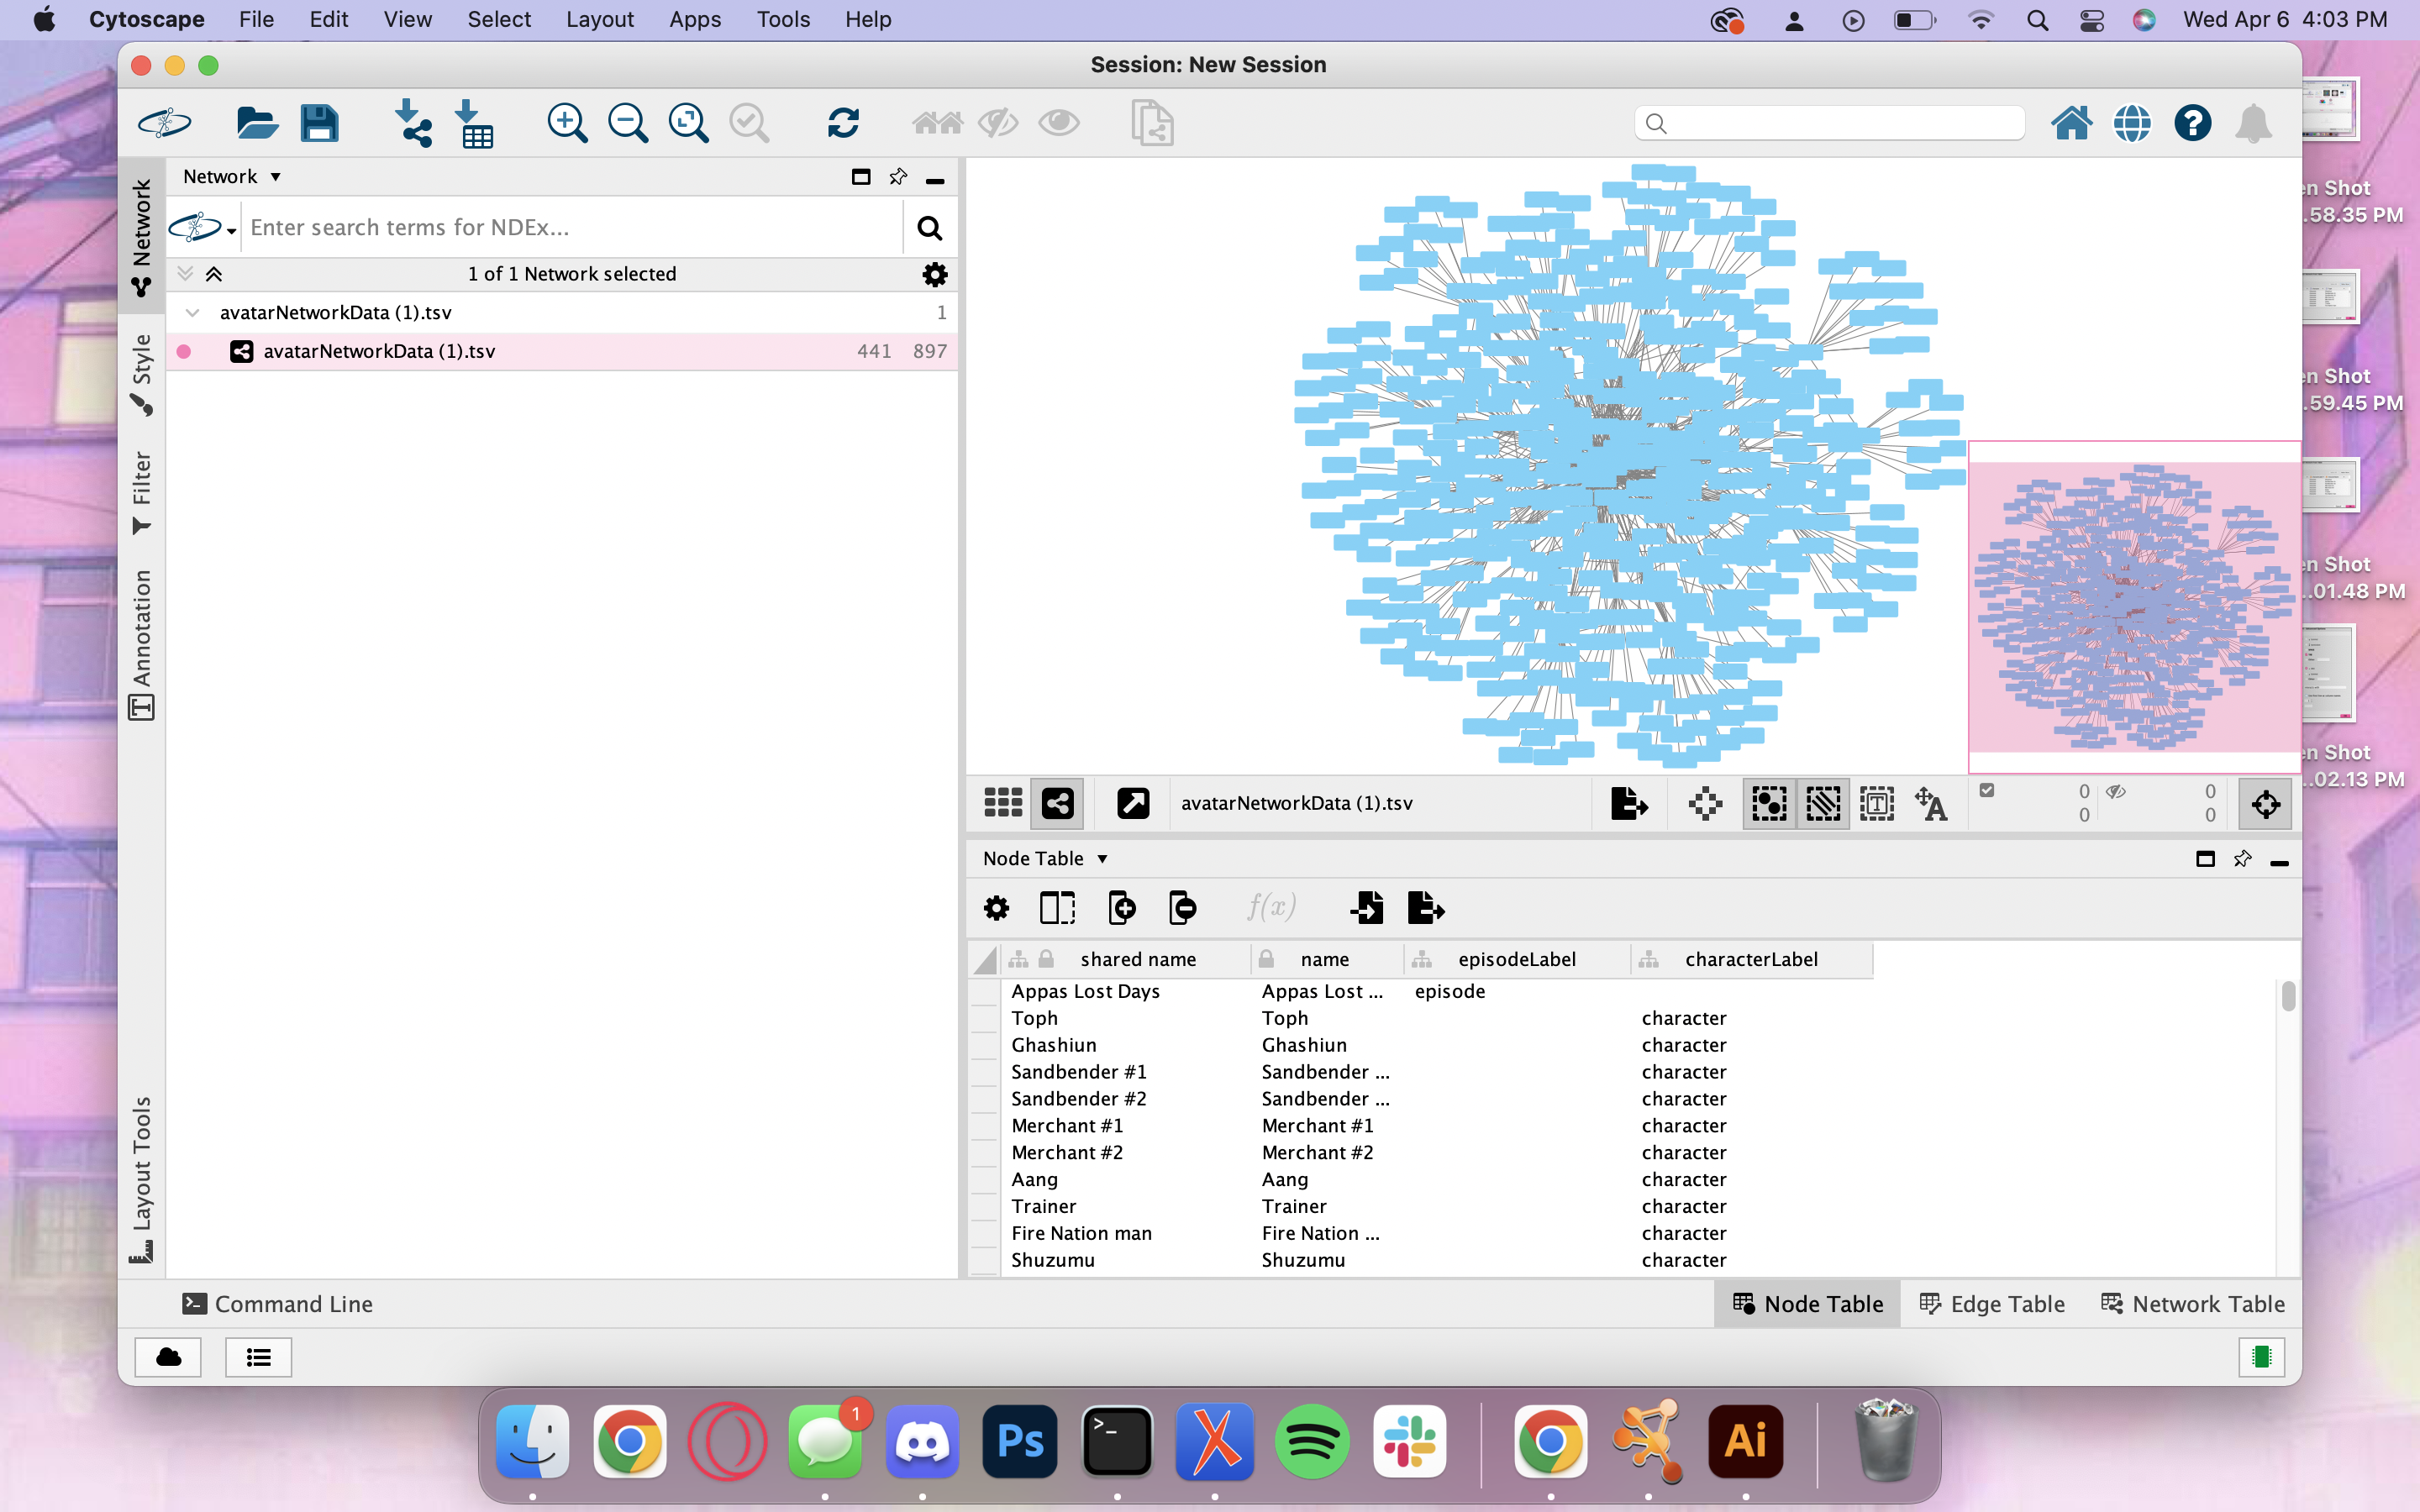 Cytoscape File Edit View Select Layout Apps Tools Help Wed Apr 6 4:03 PM
Session: New Session
Network
Enter search terms for NDEx...
1 of 1 Network selected
avatarNetworkData (1).tsv 1
avatarNetworkData (1).tsv 441 897
Network
Style
Filter
Annotation
Layout Tools
en Shot
.58.35 PM
en Shot
.59.45 PM
en Shot
..01.48 PM
en Shot
..02.13 PM
avatarNetworkData (1).tsv
0 0
0 0
Node Table
f(x)
shared name name episodeLabel characterLabel
Appas Lost Days Appas Lost ... episode
Toph Toph character
Ghashiun Ghashiun character
Sandbender #1 Sandbender ... character
Sandbender #2 Sandbender ... character
Merchant #1 Merchant #1 character
Merchant #2 Merchant #2 character
Aang Aang character
Trainer Trainer character
Fire Nation man Fire Nation ... character
Shuzumu Shuzumu character
Command Line Node Table Edge Table Network Table
1
Ps
Ai